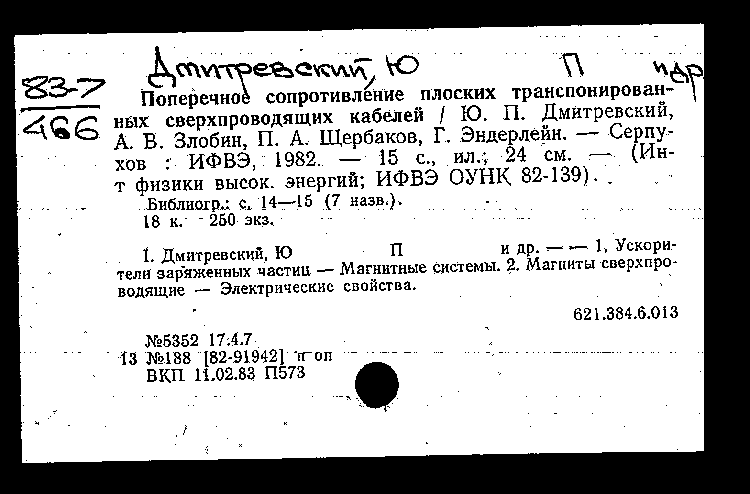 Дмитревский, Ю П и др
83-7
466
Поперечное сопротивление плоских транспонирован-
ных сверхпроводящих кабелей / Ю. П. Дмитревский,
А. В. Злобин, П. А. Щербаков, Г. Эндерлейн. — Серпу-
хов : ИФВЭ, 1982. — 15 с., ил.; 24 см. — (Ин-
т физики высок. энергий; ИФВЭ ОУНК 82-139).
Библиогр.: с. 14—15 (7 назв.).
18 к. 250 экз.
1. Дмитревский, Ю П и др. — — 1. Ускори-
тели заряженных частиц — Магнитные системы. 2. Магниты сверхпро-
водящие — Электрические свойства.
621.384.6.013
№5352 17.4.7
13 №188 [82-91942] п оп
ВКП 11.02.83 П573